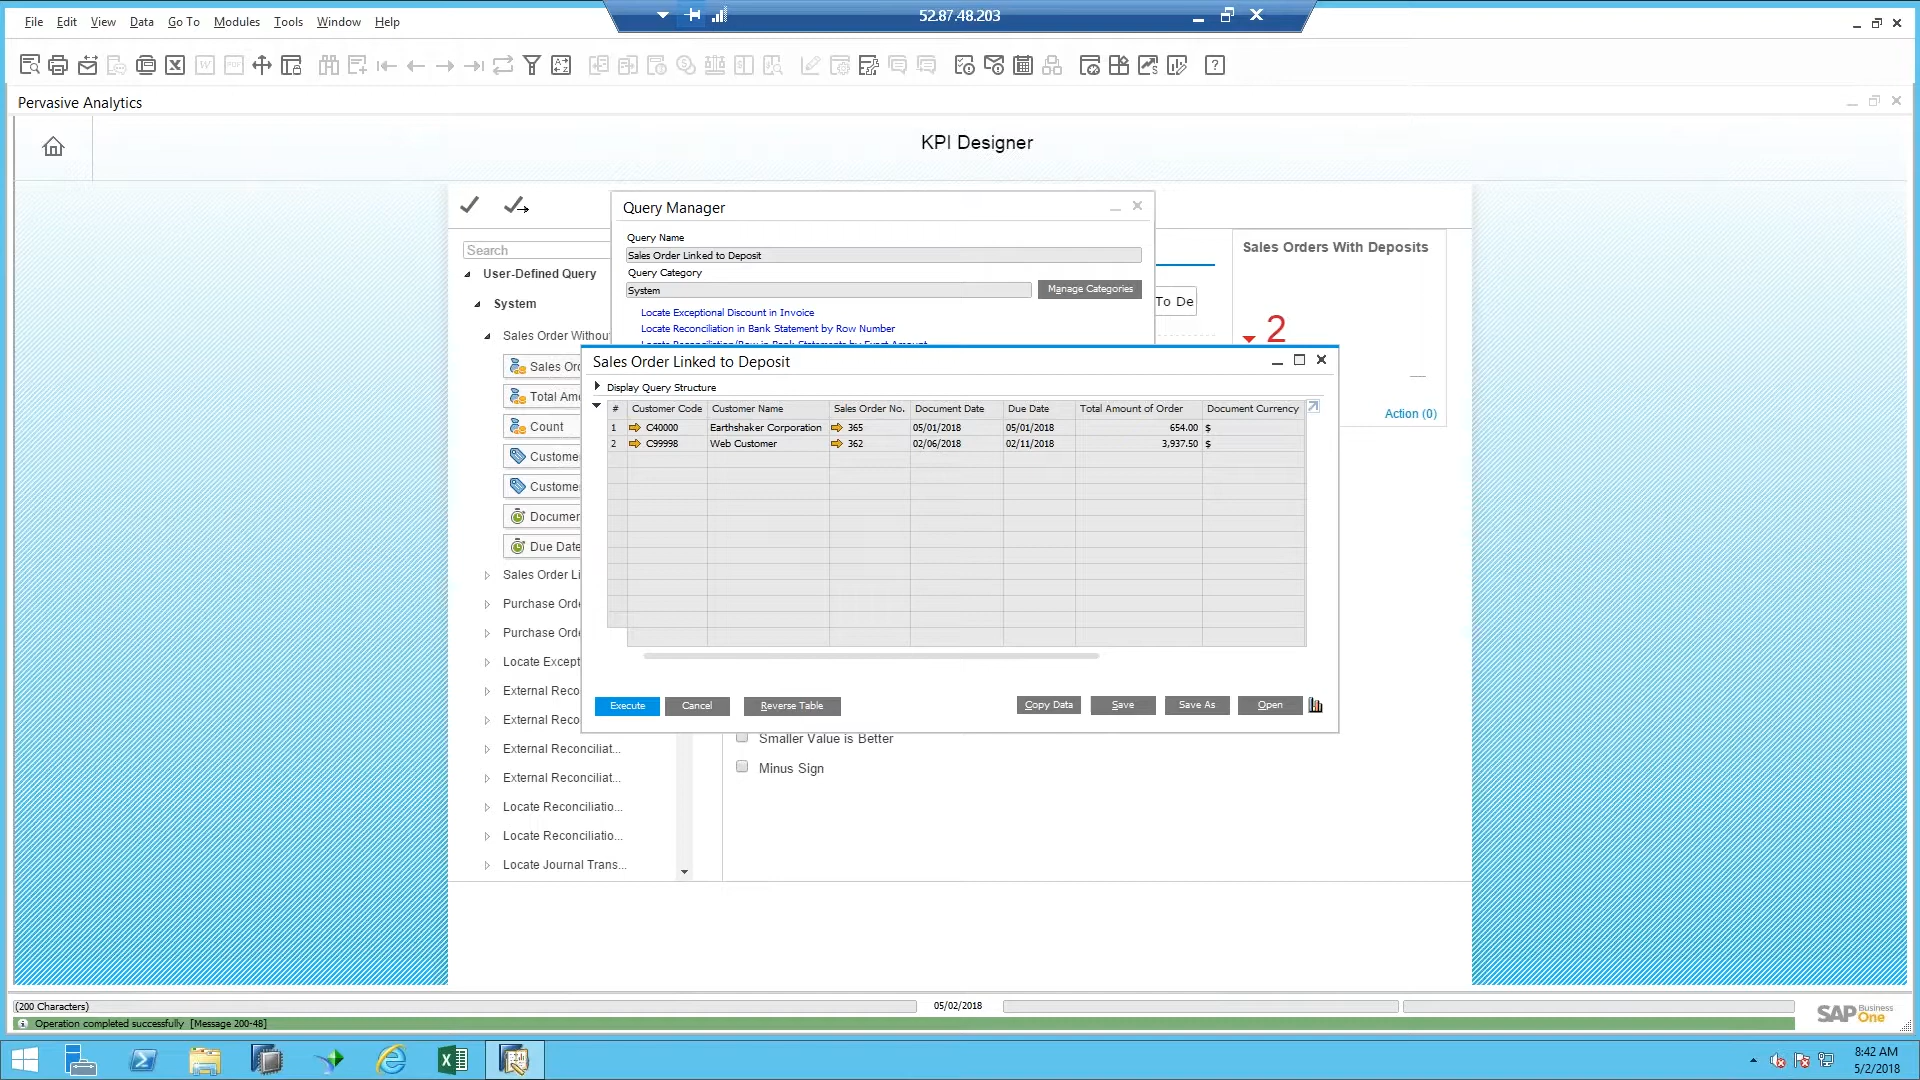 File Edit View Data Go To Modules Tools Window Help
52.87.48.203
Pervasive Analytics
KPI Designer
Query Manager
Query Name
Sales Order Linked to Deposit
Query Category
System
Manage Categories
Locate Exceptional Discount in Invoice
Locate Reconciliation in Bank Statement by Row Number
Search
User-Defined Query
System
Sales Order Withou
Sales Ord
Total Amo
Count
Custome
Custome
Documen
Due Date
Sales Order Li
Purchase Orde
Purchase Orde
Locate Except
External Reco
External Reco
External Reconciliat...
External Reconciliat...
Locate Reconciliatio...
Locate Reconciliatio...
Locate Journal Trans...
To De
Sales Orders With Deposits
2
Action (0)
Sales Order Linked to Deposit
Display Query Structure
# Customer Code Customer Name Sales Order No. Document Date Due Date Total Amount of Order Document Currency
1 C40000 Earthshaker Corporation 365 05/01/2018 05/01/2018 654.00 $
2 C99998 Web Customer 362 02/06/2018 02/11/2018 3,937.50 $
Execute Cancel Reverse Table Copy Data Save Save As Open
Smaller Value is Better
Minus Sign
(200 Characters)
05/02/2018
Operation completed successfully [Message 200-48]
SAP Business One
8:42 AM
5/2/2018